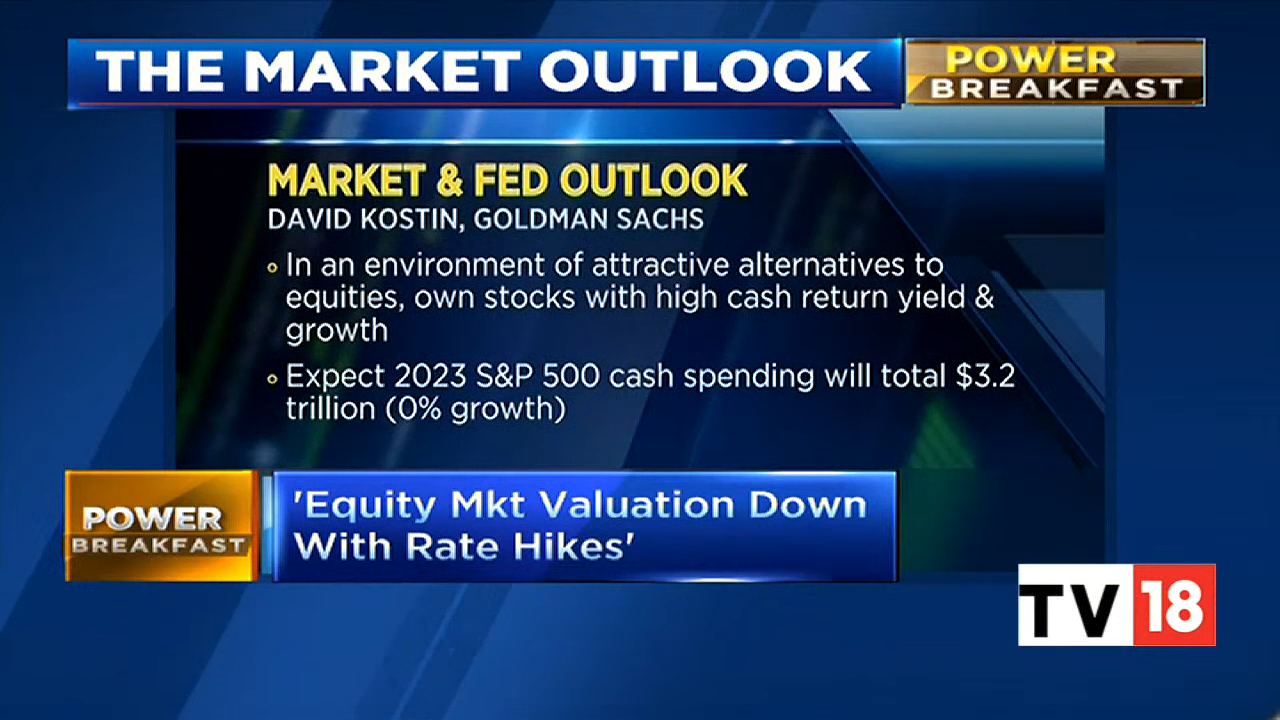 THE MARKET OUTLOOK
POWER
BREAKFAST
MARKET & FED OUTLOOK
DAVID KOSTIN, GOLDMAN SACHS
In an environment of attractive alternatives to
equities, own stocks with high cash return yield &
growth
Expect 2023 S&P 500 cash spending will total $3.2
trillion (0% growth)
POWER
BREAKFAST
'Equity Mkt Valuation Down
With Rate Hikes'
TV18